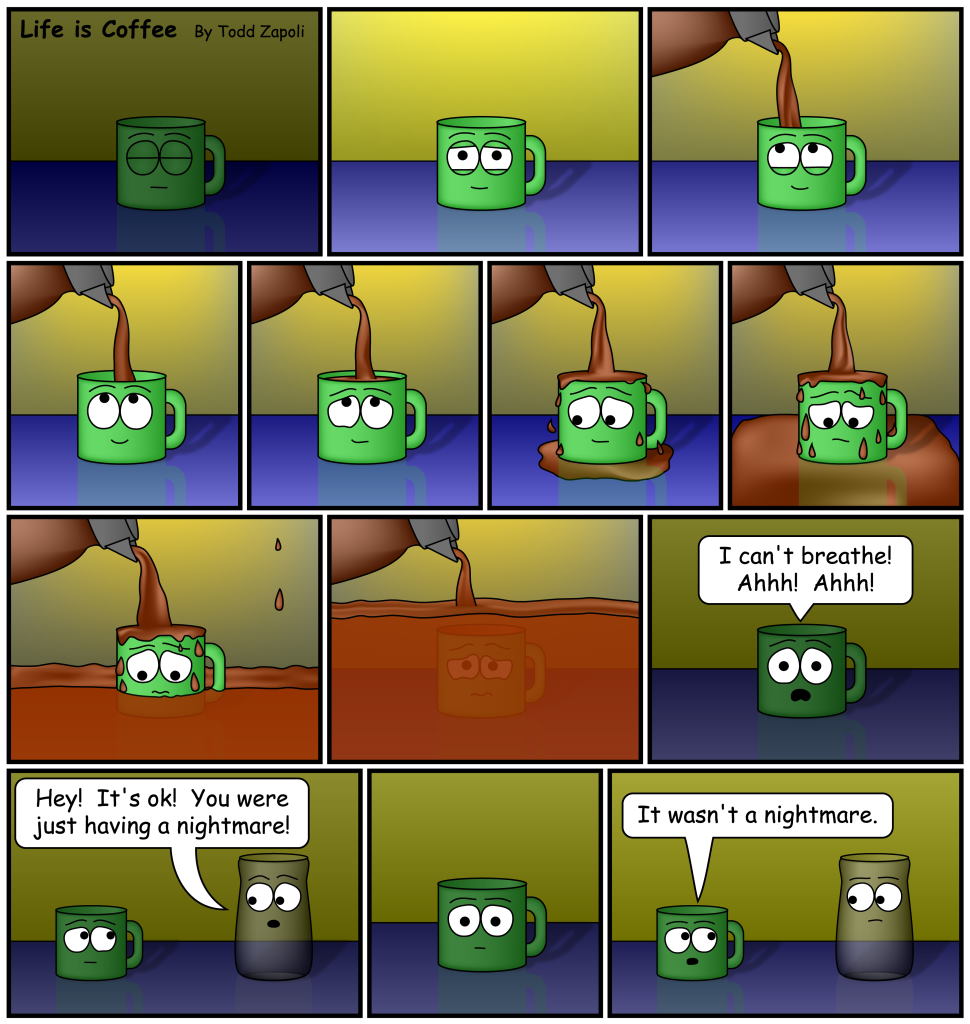 Life is Coffee By Todd Zapoli
I can't breathe!
Ahhh! Ahhh!
Hey! It's ok! You were
just having a nightmare!
It wasn't a nightmare.